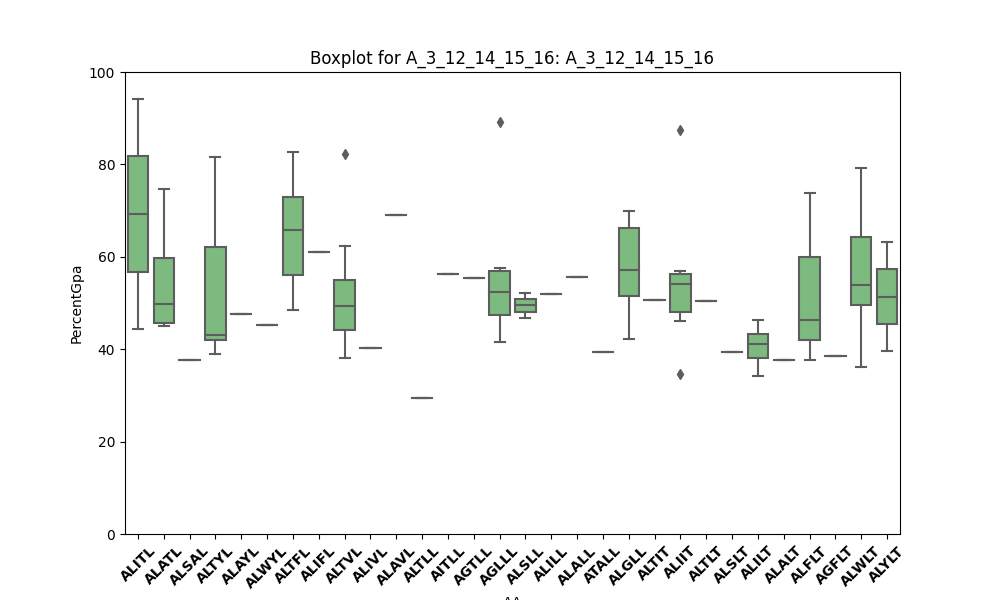 Boxplot for A_3_12_14_15_16: A_3_12_14_15_16
PercentGpa
100
80
60
40
20
0
ALITL ALATL ALSAL ALTYL ALAYL ALWYL ALTFL ALIFL ALTVL ALIVL ALAVL ALTLL AITLL AGTLL AGLLL ALSLL ALILL ALALL ATALL ALGLL ALTIT ALIIT ALTLT ALSLT ALILT ALALT ALFLT AGFLT ALWLT ALYLT